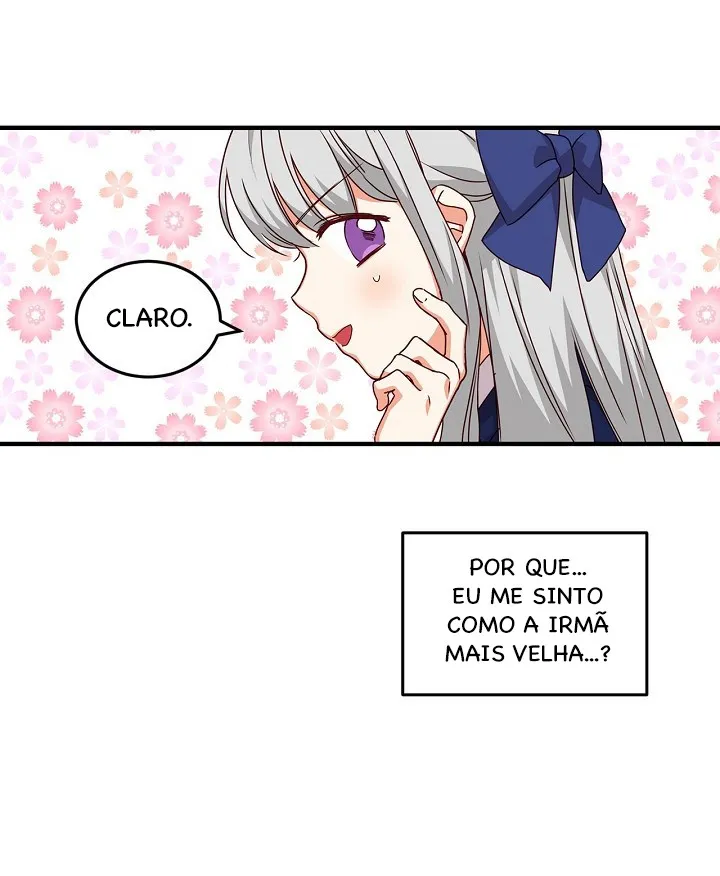 CLARO.
POR QUE...
EU ME SINTO
COMO A IRMÃ
MAIS VELHA...?